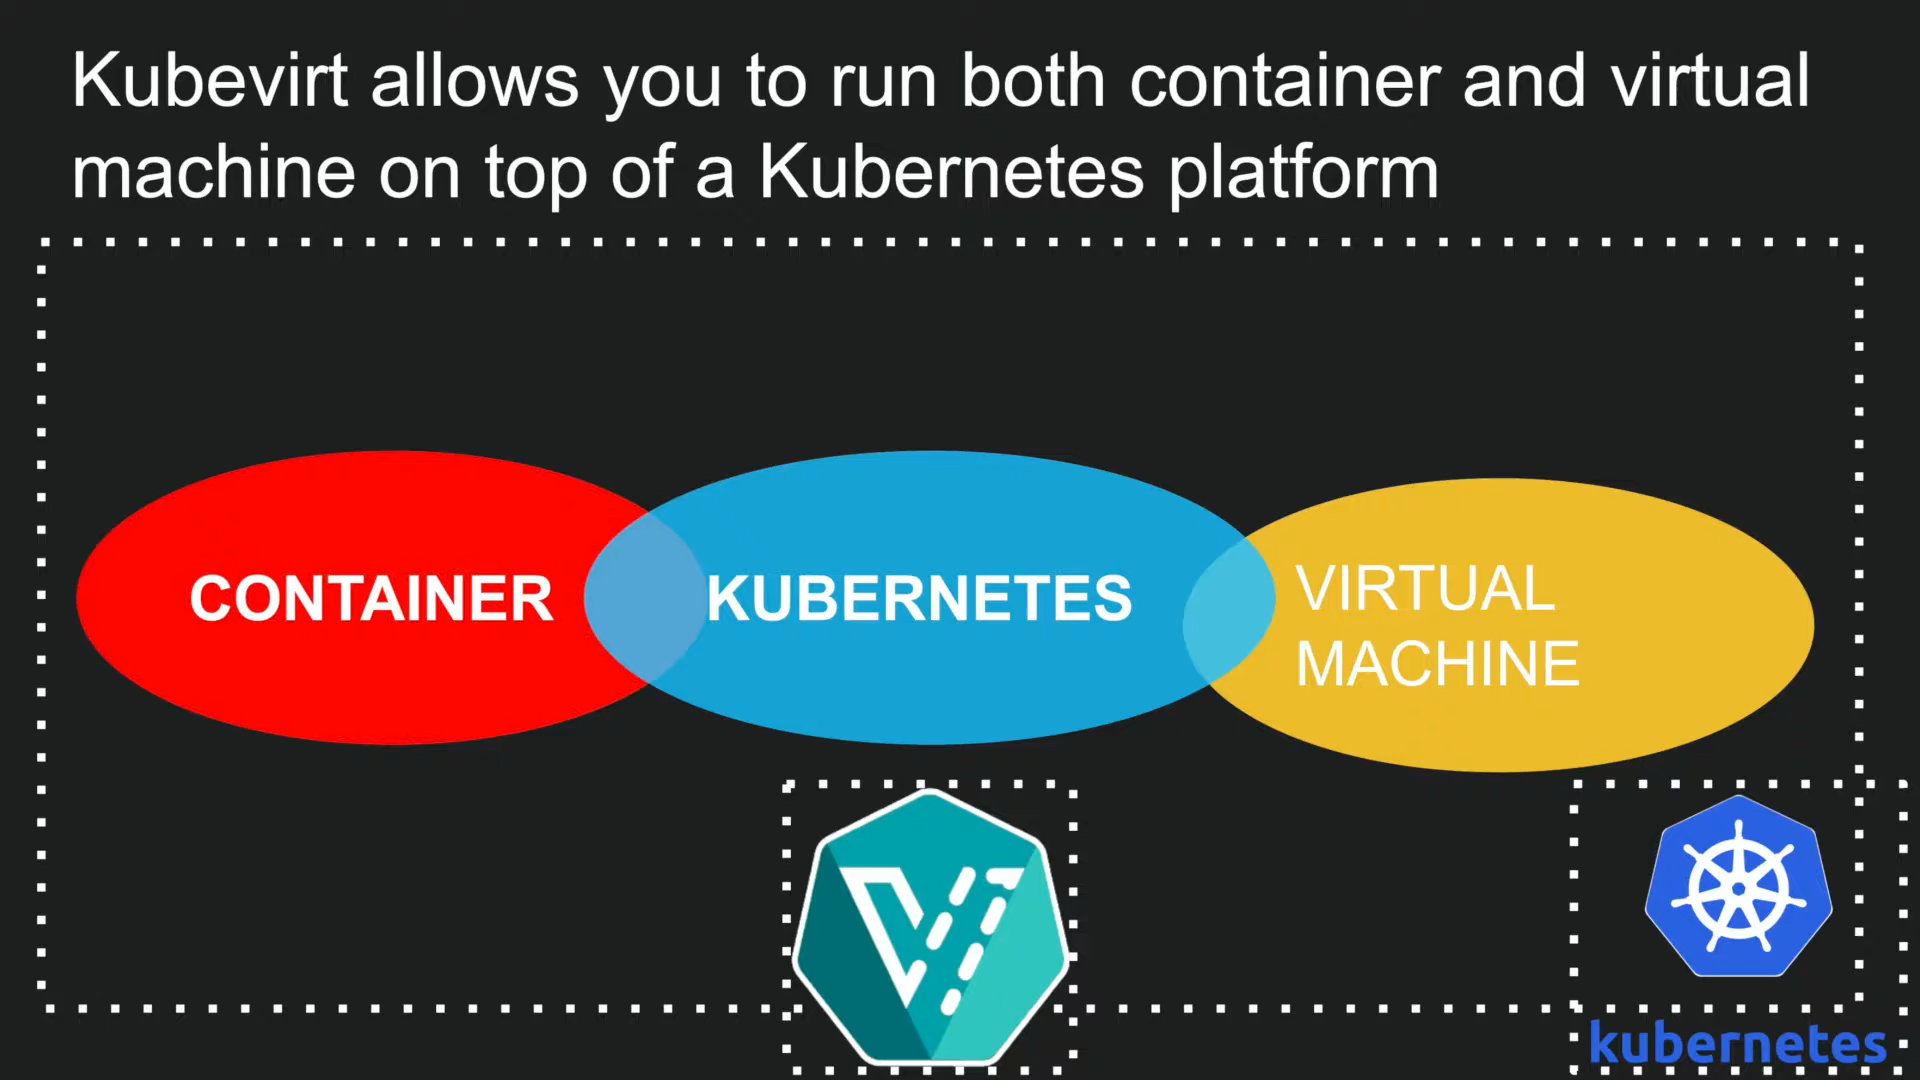 Kubevirt allows you to run both container and virtual
machine on top of a Kubernetes platform
CONTAINER
KUBERNETES
VIRTUAL
MACHINE
kubernetes